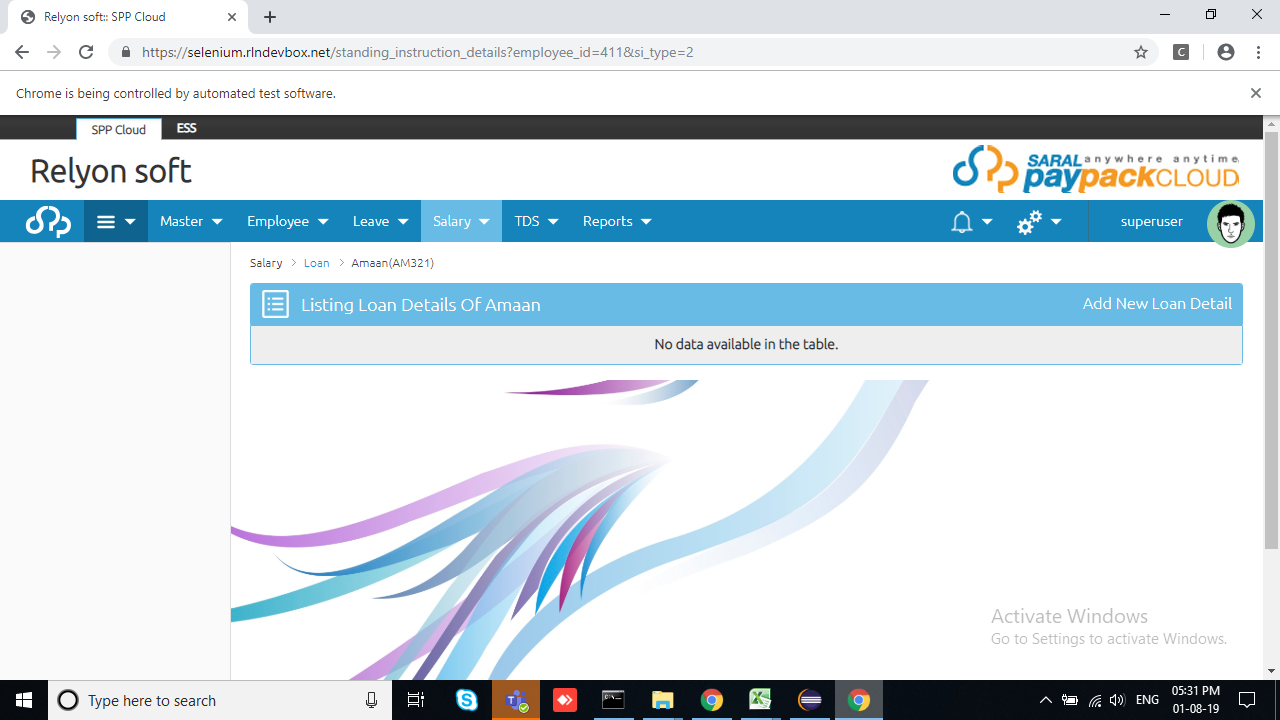 Relyon soft:: SPP Cloud
https://selenium.rlndevbox.net/standing_instruction_details?employee_id=411&si_type=2
C
Chrome is being controlled by automated test software.
SPP Cloud ESS
Relyon soft
SARAL anywhere anytime
paypackCLOUD
Master Employee Leave Salary TDS Reports superuser
Salary > Loan > Amaan(AM321)
Listing Loan Details Of Amaan Add New Loan Detail
No data available in the table.
Activate Windows
Go to Settings to activate Windows.
Type here to search
ENG
05:31 PM
01-08-19